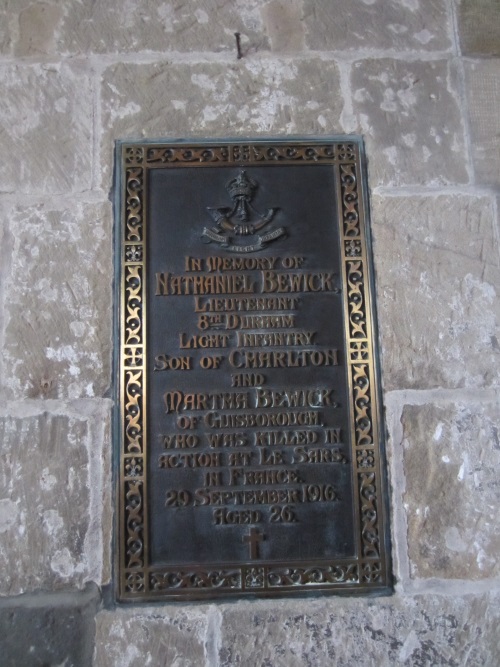 IN MEMORY OF
NATHANIEL BEWICK,
LIEUTENANT
8TH DURHAM
LIGHT INFANTRY
SON OF CHARLTON
AND
MARTHA BEWICK,
OF GUISBOROUGH,
WHO WAS KILLED IN
ACTION AT LE SARS,
IN FRANCE.
29, SEPTEMBER 1916.
AGED 26.